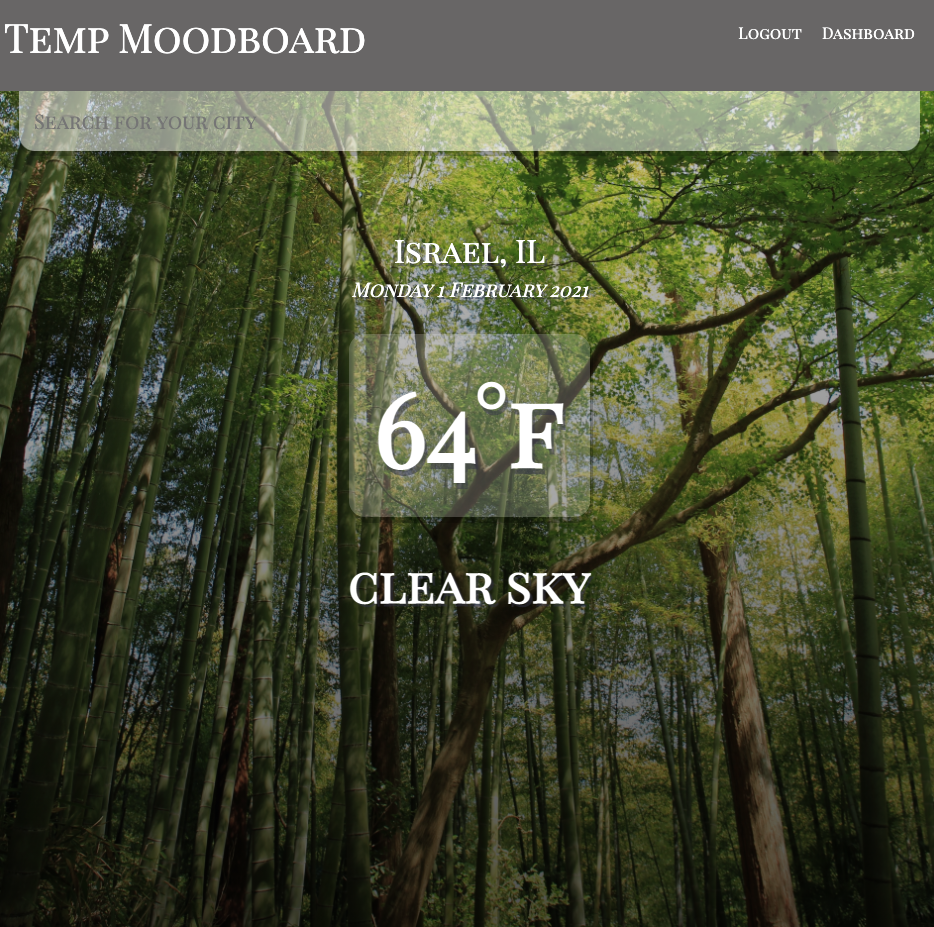 Temp Moodboard
Logout Dashboard
Search for your city
Israel, IL
Monday 1 February 2021
64°F
clear sky